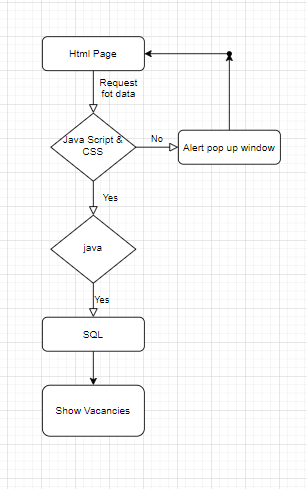 Html Page
Request
fot data
Java Script &
CSS
No
Alert pop up window
Yes
java
Yes
SQL
Show Vacancies